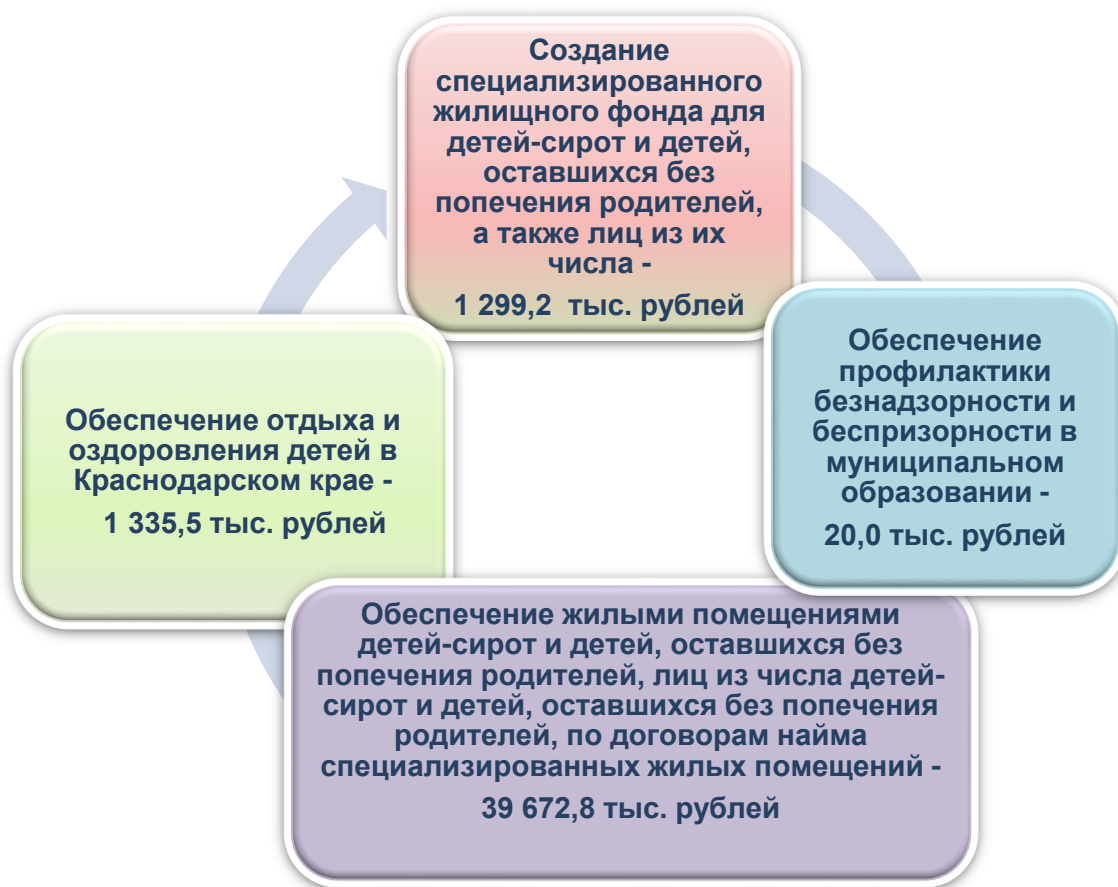 Создание
специализированного
жилищного фонда для
детей-сирот и детей,
оставшихся без
попечения родителей,
а также лиц из их
числа -
1 299,2 тыс. рублей
Обеспечение
профилактики
безнадзорности и
беспризорности в
муниципальном
образовании -
20,0 тыс. рублей
Обеспечение жилыми помещениями
детей-сирот и детей, оставшихся без
попечения родителей, лиц из числа детей-
сирот и детей, оставшихся без попечения
родителей, по договорам найма
специализированных жилых помещений -
39 672,8 тыс. рублей
Обеспечение отдыха и
оздоровления детей в
Краснодарском крае -
1 335,5 тыс. рублей